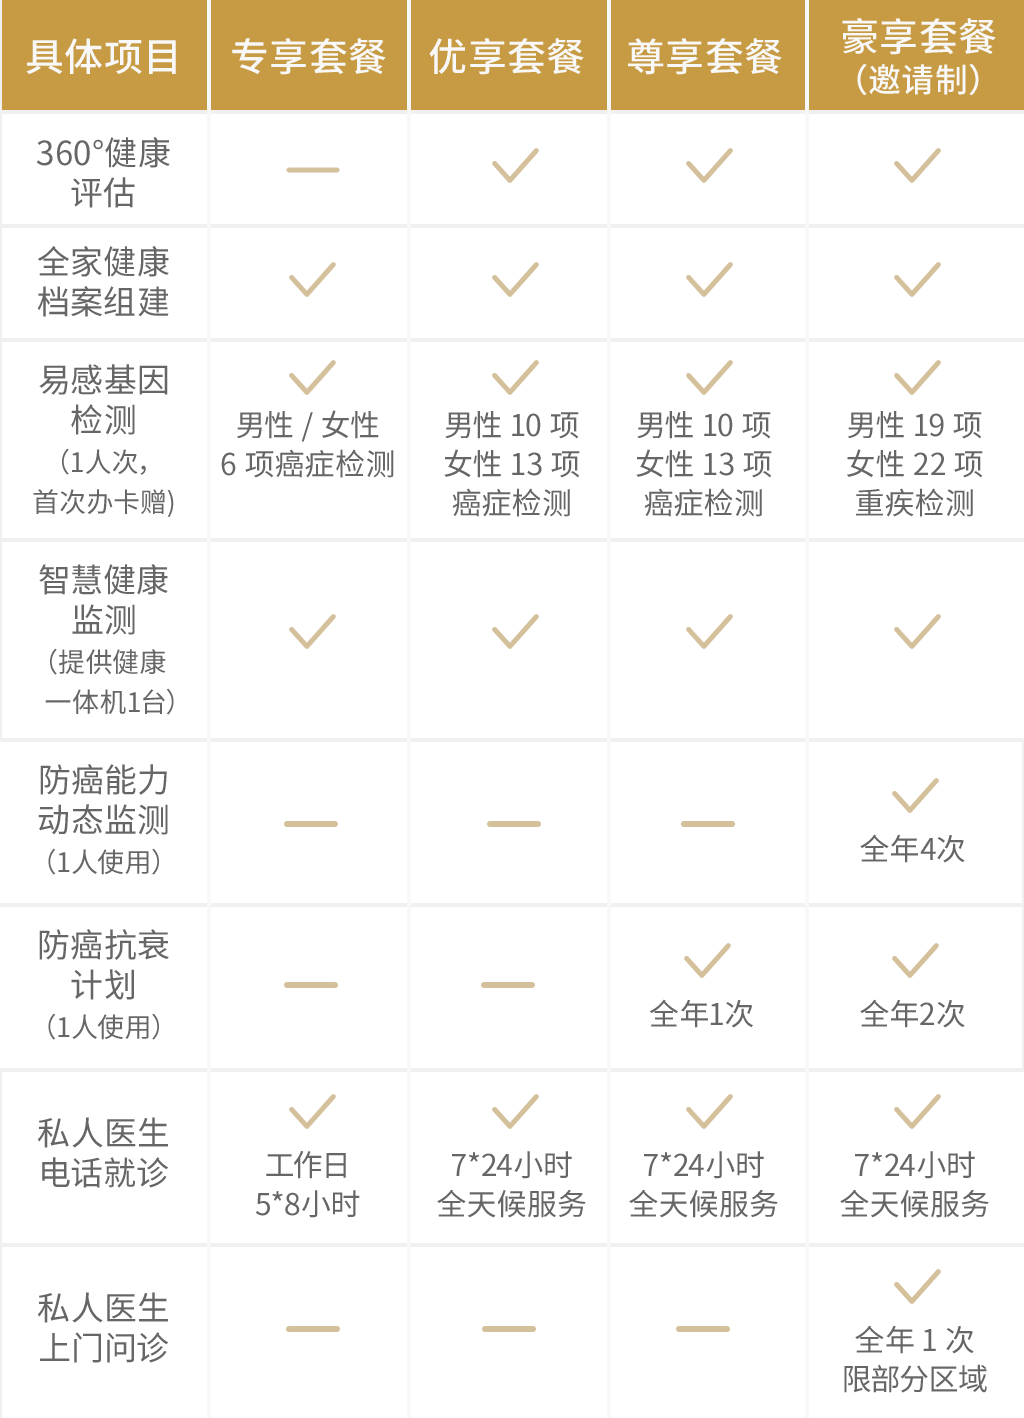 具体项目
专享套餐
优享套餐
尊享套餐
豪享套餐
（邀请制）
360°健康
评估
全家健康
档案组建
易感基因
检测
（1人次，
首次办卡赠)
男性 / 女性
6 项癌症检测
男性 10 项
女性 13 项
癌症检测
男性 10 项
女性 13 项
癌症检测
男性 19 项
女性 22 项
重疾检测
智慧健康
监测
（提供健康
一体机1台）
防癌能力
动态监测
（1人使用）
全年4次
防癌抗衰
计划
（1人使用）
全年1次
全年2次
私人医生
电话就诊
工作日
5*8小时
7*24小时
全天候服务
7*24小时
全天候服务
7*24小时
全天候服务
私人医生
上门问诊
全年 1 次
限部分区域